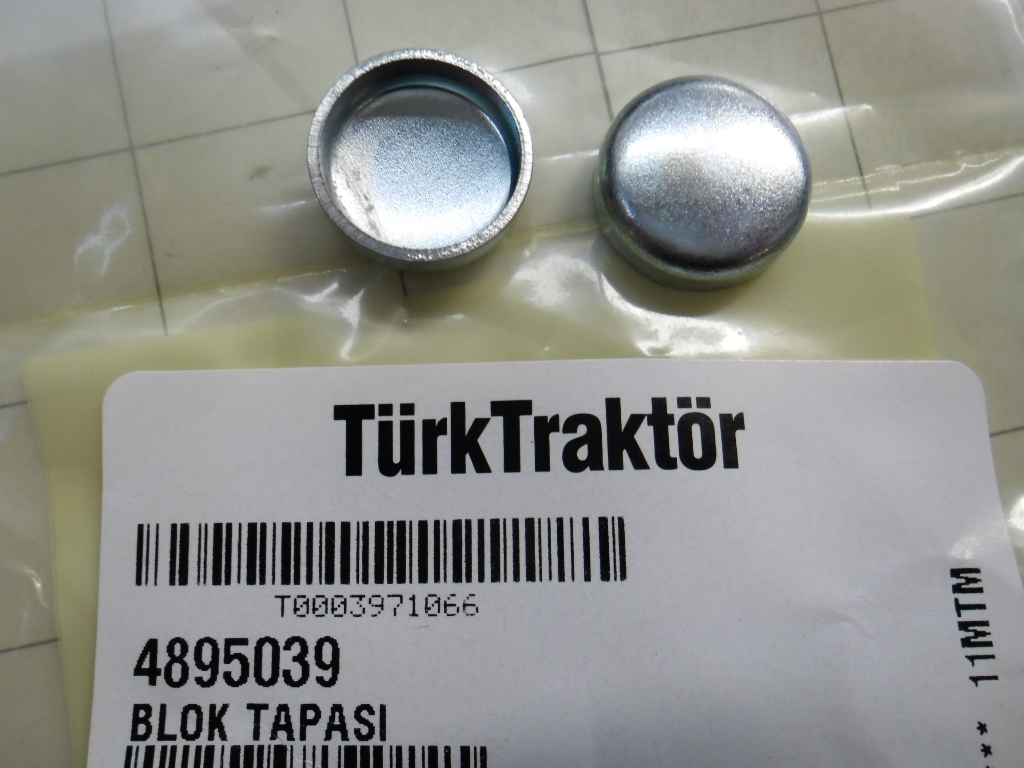 TürkTraktör
T0003971066
4895039
BLOK TAPASI
** 11MTM